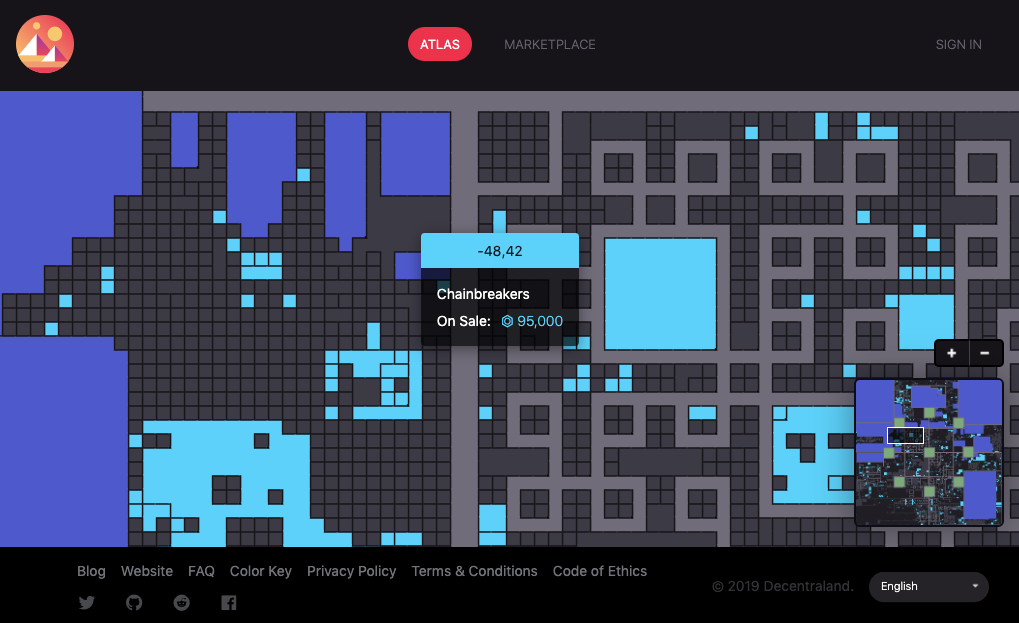 ATLAS MARKETPLACE SIGN IN
-48,42
Chainbreakers
On Sale: 95,000
+ −
Blog Website FAQ Color Key Privacy Policy Terms & Conditions Code of Ethics
© 2019 Decentraland.
English